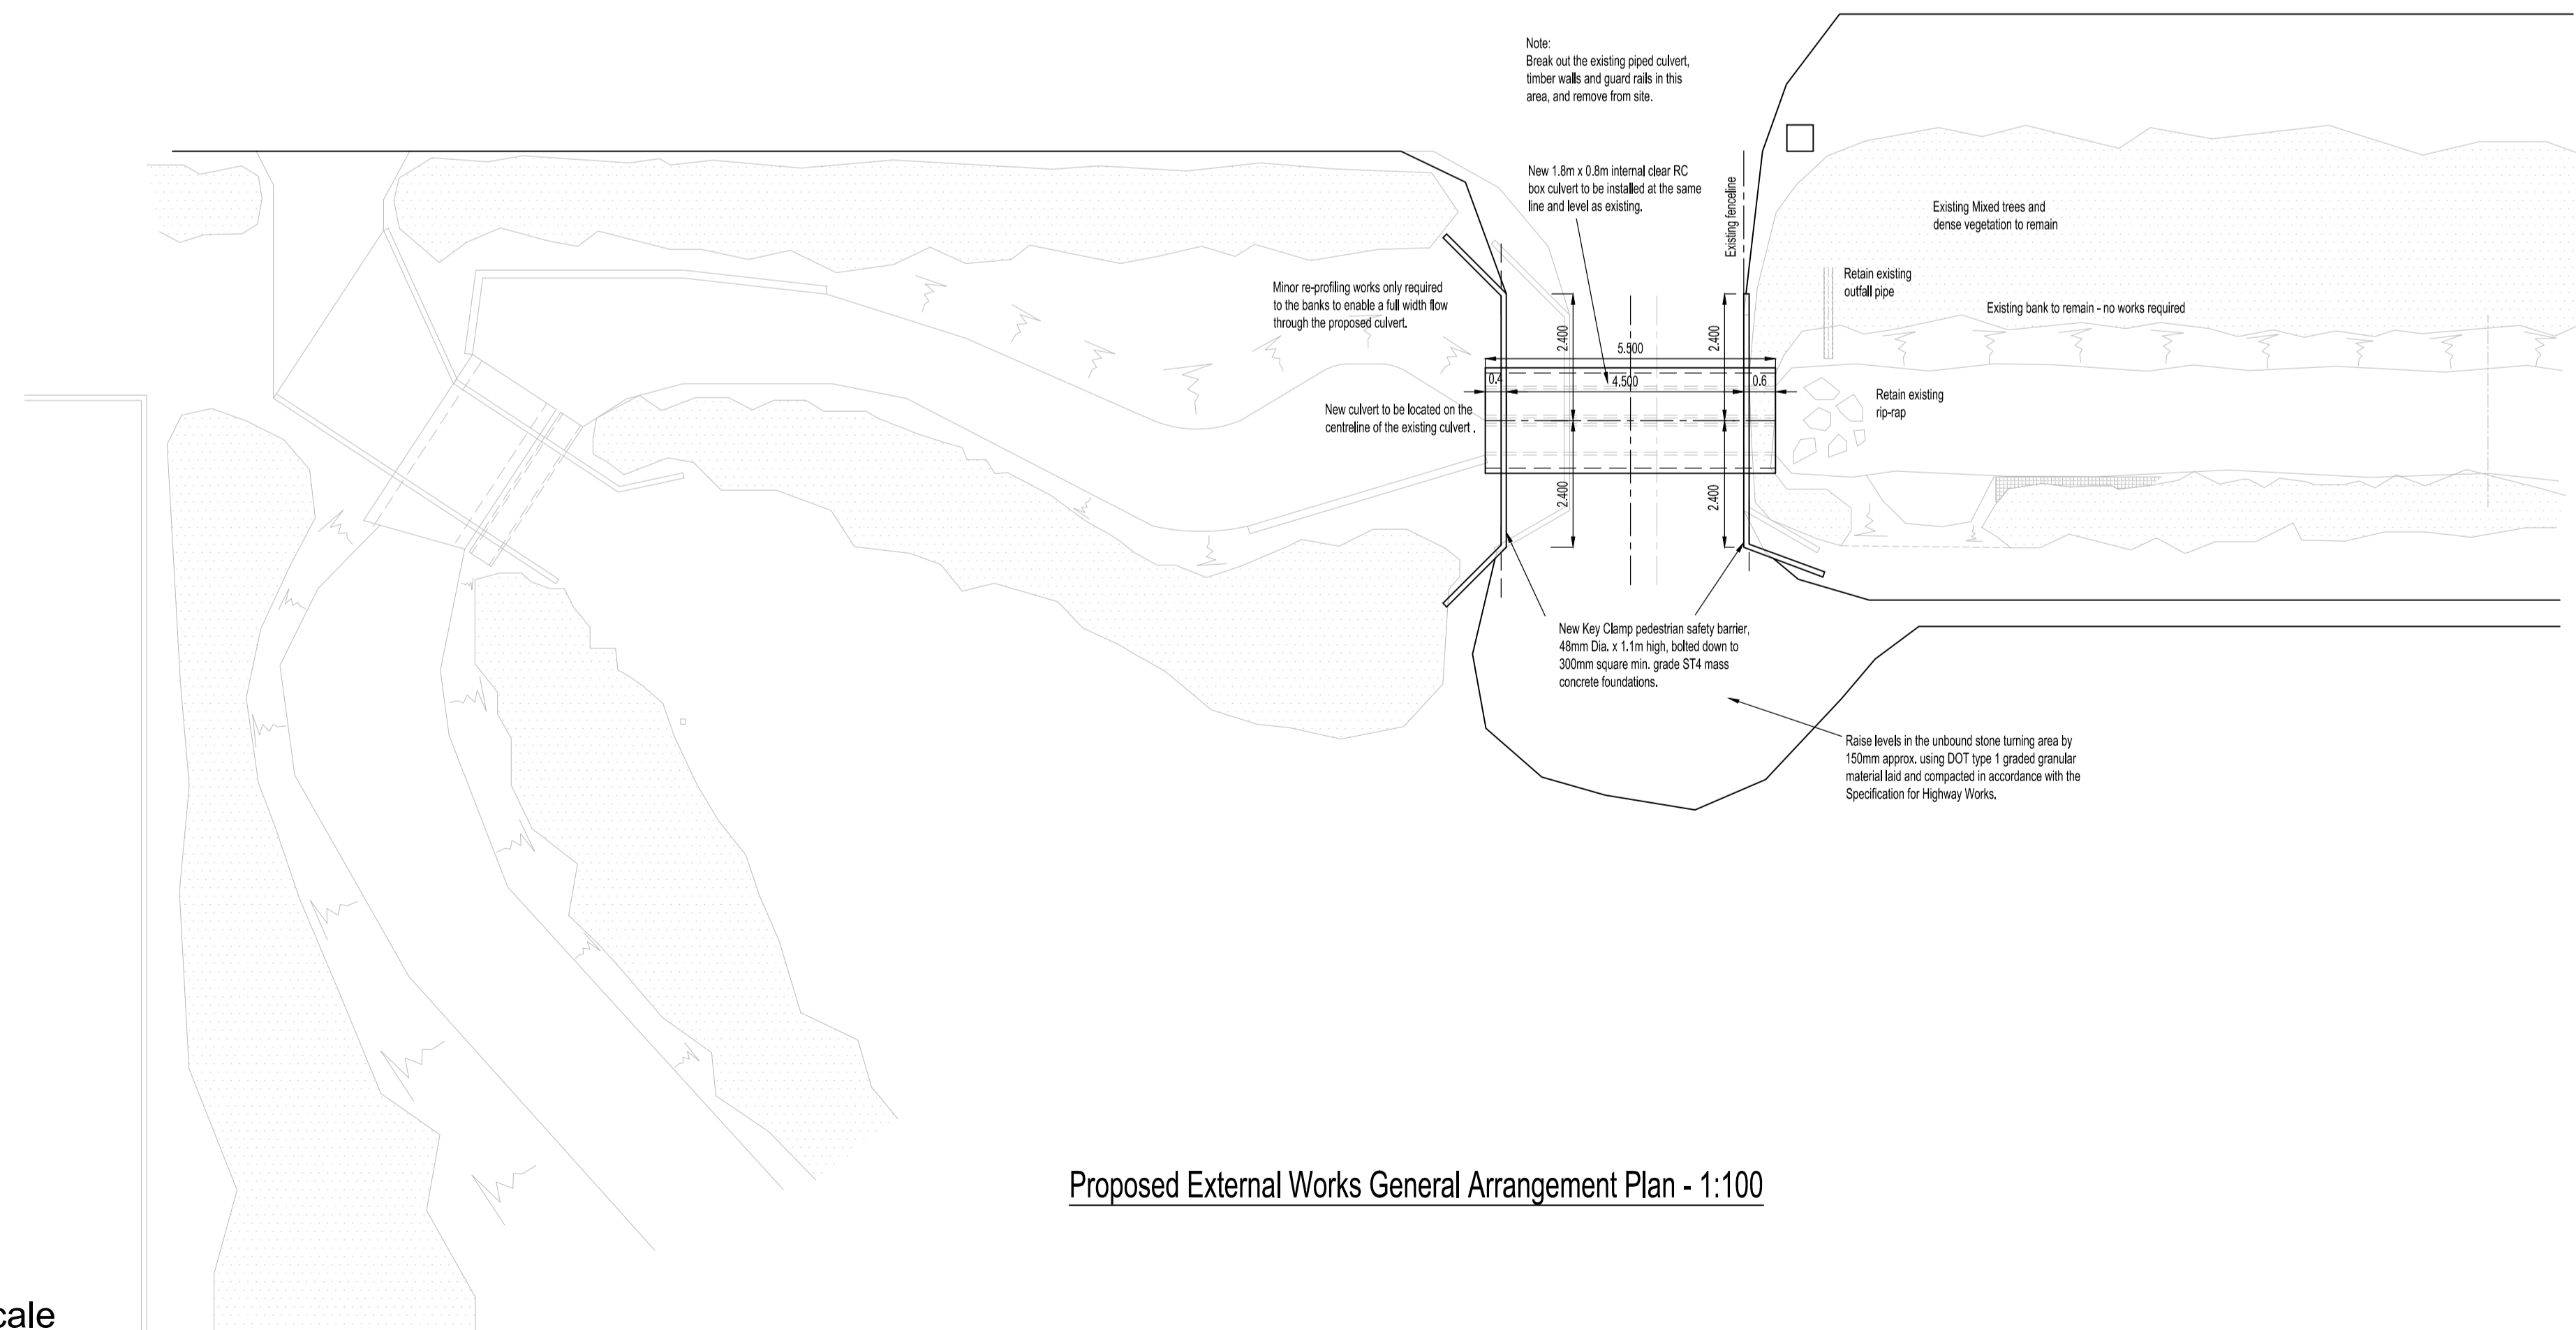 Note:
Break out the existing piped culvert,
timber walls and guard rails in this
area, and remove from site.
New 1.8m x 0.8m internal clear RC
box culvert to be installed at the same
line and level as existing.
Existing fenceline
Existing Mixed trees and
dense vegetation to remain
Retain existing
outfall pipe
Existing bank to remain - no works required
Minor re-profiling works only required
to the banks to enable a full width flow
through the proposed culvert.
2.400
5.500
2.400
0.4
4.500
0.6
Retain existing
rip-rap
New culvert to be located on the
centreline of the existing culvert .
2.400
2.400
New Key Clamp pedestrian safety barrier,
48mm Dia. x 1.1m high, bolted down to
300mm square min. grade ST4 mass
concrete foundations.
Raise levels in the unbound stone turning area by
150mm approx. using DOT type 1 graded granular
material laid and compacted in accordance with the
Specification for Highway Works.
Proposed External Works General Arrangement Plan - 1:100
cale